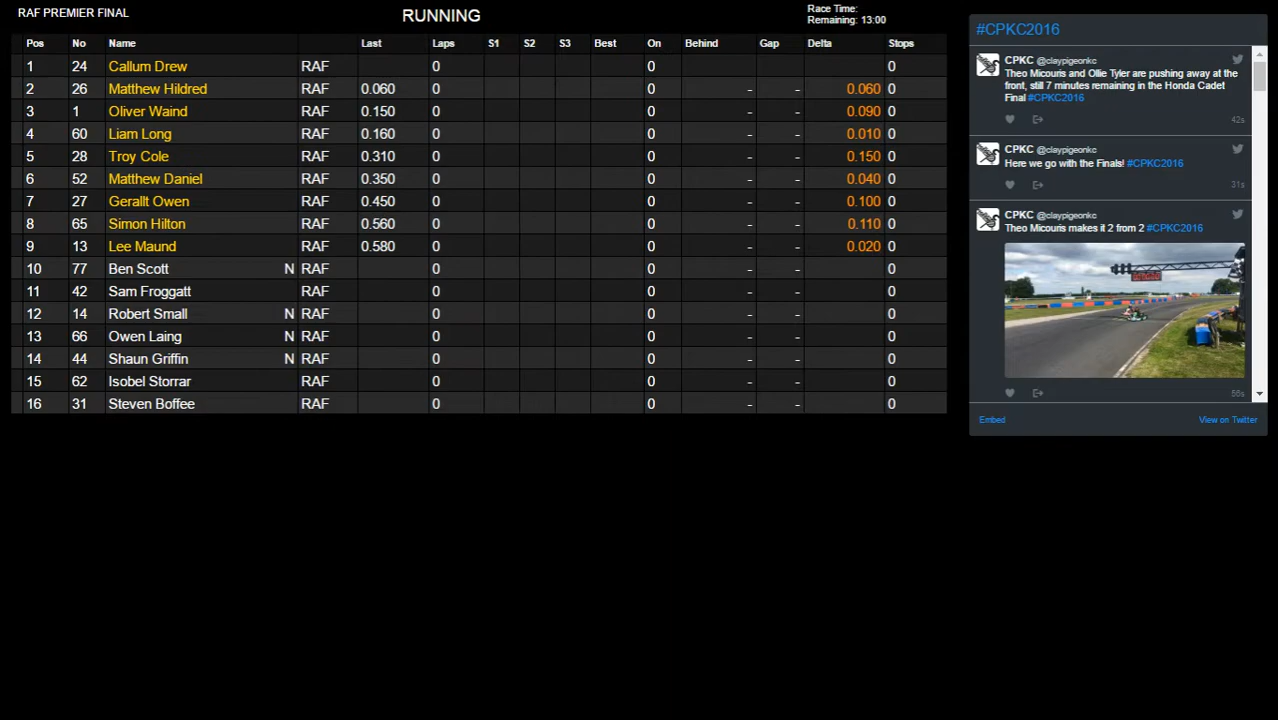 RAF PREMIER FINAL
RUNNING
Race Time:
Remaining: 13:00
Pos No Name Last Laps S1 S2 S3 Best On Behind Gap Delta Stops
1 24 Callum Drew RAF 0 0 0
2 26 Matthew Hildred RAF 0.060 0 0 - - 0.060 0
3 1 Oliver Waind RAF 0.150 0 0 - - 0.090 0
4 60 Liam Long RAF 0.160 0 0 - - 0.010 0
5 28 Troy Cole RAF 0.310 0 0 - - 0.150 0
6 52 Matthew Daniel RAF 0.350 0 0 - - 0.040 0
7 27 Gerallt Owen RAF 0.450 0 0 - - 0.100 0
8 65 Simon Hilton RAF 0.560 0 0 - - 0.110 0
9 13 Lee Maund RAF 0.580 0 0 - - 0.020 0
10 77 Ben Scott N RAF 0 0 - - 0
11 42 Sam Froggatt RAF 0 0 - - 0
12 14 Robert Small N RAF 0 0 - - 0
13 66 Owen Laing N RAF 0 0 - - 0
14 44 Shaun Griffin N RAF 0 0 - - 0
15 62 Isobel Storrar RAF 0 0 - - 0
16 31 Steven Boffee RAF 0 0 - - 0
#CPKC2016
CPKC @claypigeonkc
Theo Micouris and Ollie Tyler are pushing away at the
front, still 7 minutes remaining in the Honda Cadet
Final #CPKC2016
42s
CPKC @claypigeonkc
Here we go with the Finals! #CPKC2016
31s
CPKC @claypigeonkc
Theo Micouris makes it 2 from 2 #CPKC2016
56s
Embed
View on Twitter